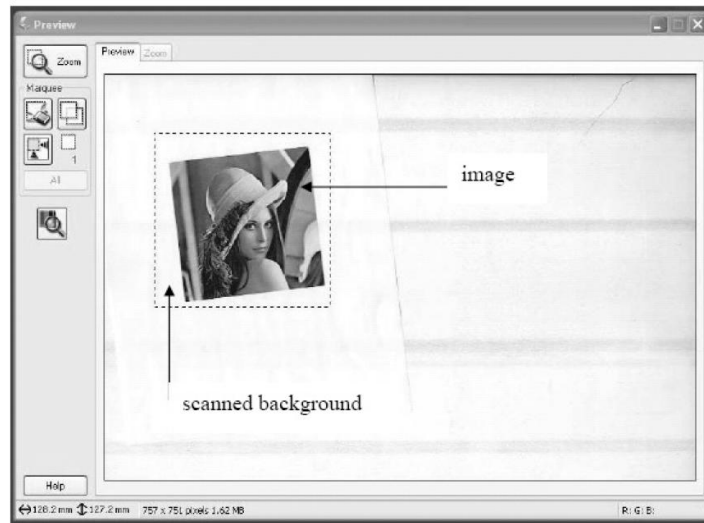 Preview
Zoom
Preview Zoom
Marquee
1
All
image
scanned background
Help
128.2 mm 127.2 mm 757 x 751 pixels 1.62 MB
R: G: B: